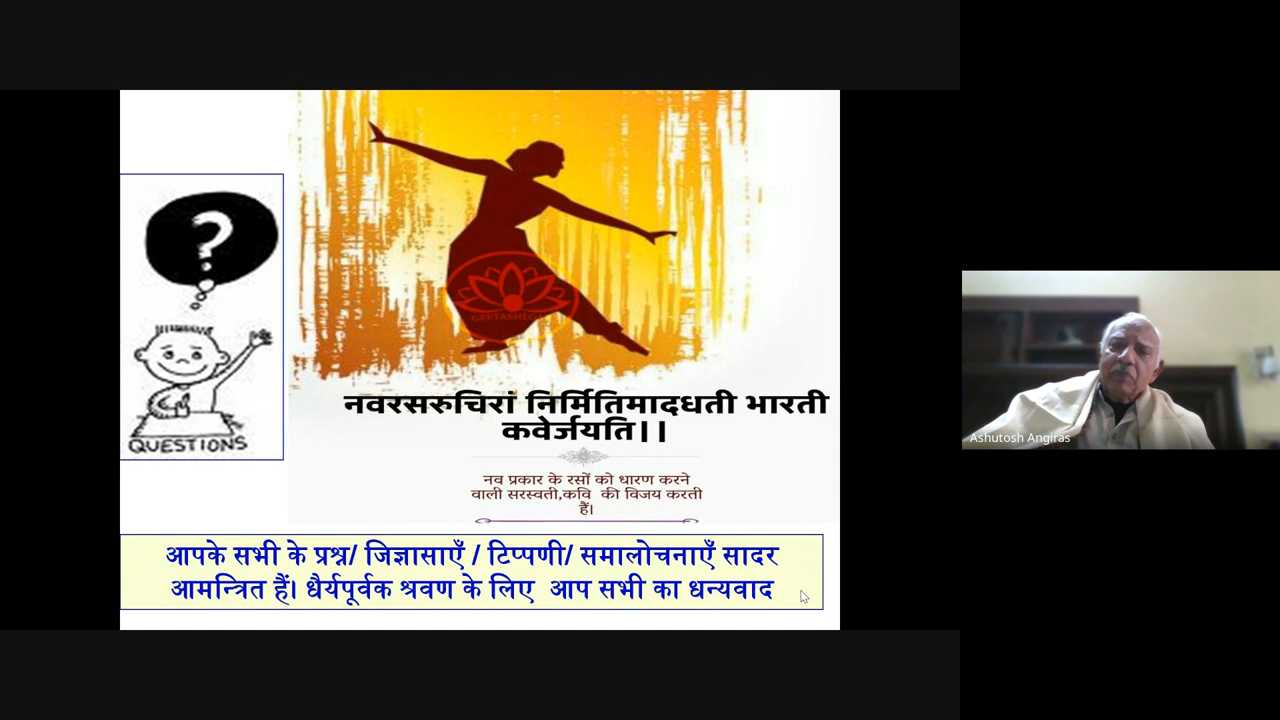 QUESTIONS
नवरसरुचिरां निर्मितिमादधती भारती
कवेर्जयति।।
नव प्रकार के रसों को धारण करने
वाली सरस्वती,कवि की विजय करती
हैं।
आपके सभी के प्रश्न/ जिज्ञासाएँ / टिप्पणी/ समालोचनाएँ सादर
आमन्त्रित हैं। धैर्यपूर्वक श्रवण के लिए आप सभी का धन्यवाद
Ashutosh Angiras